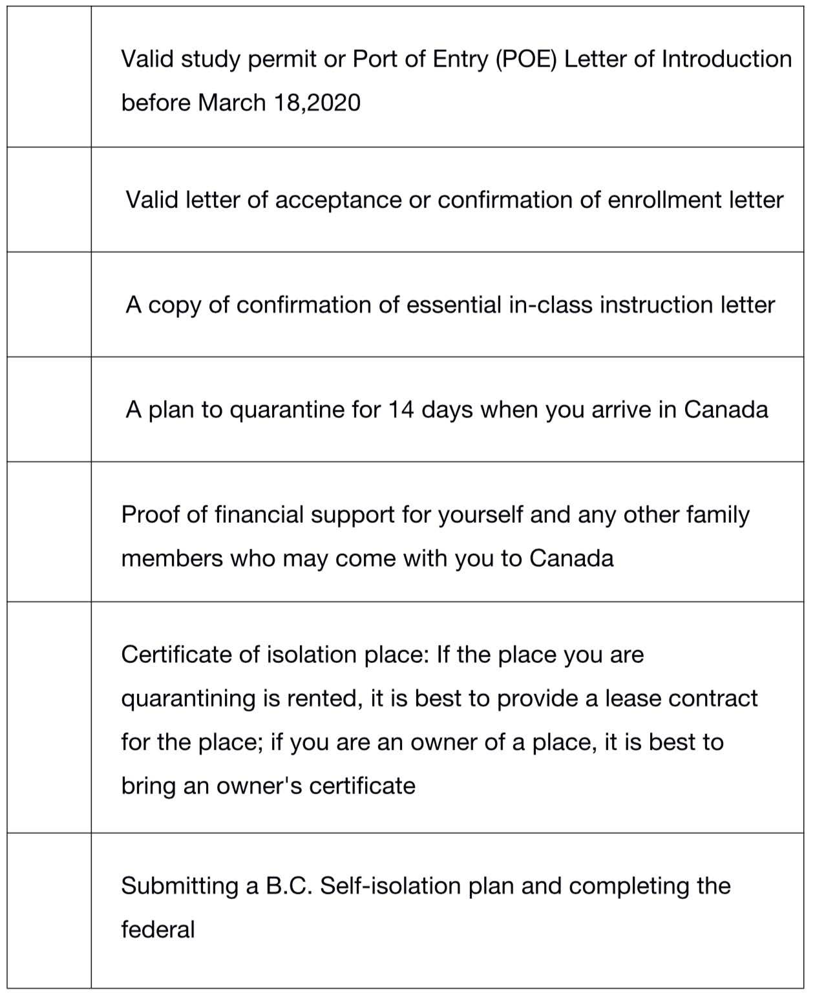 Valid study permit or Port of Entry (POE) Letter of Introduction
before March 18,2020
Valid letter of acceptance or confirmation of enrollment letter
A copy of confirmation of essential in-class instruction letter
A plan to quarantine for 14 days when you arrive in Canada
Proof of financial support for yourself and any other family
members who may come with you to Canada
Certificate of isolation place: If the place you are
quarantining is rented, it is best to provide a lease contract
for the place; if you are an owner of a place, it is best to
bring an owner's certificate
Submitting a B.C. Self-isolation plan and completing the
federal